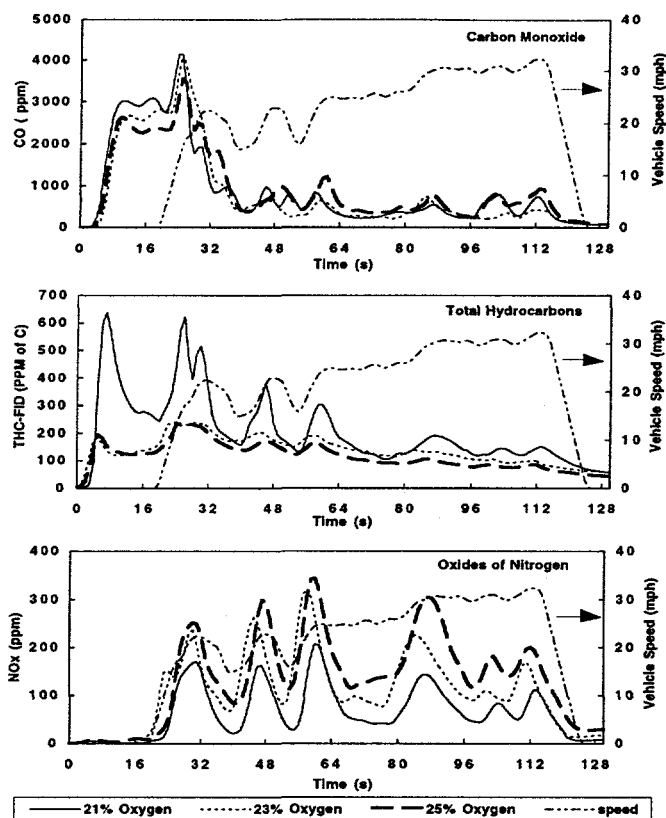 Carbon Monoxide
CO ( ppm)
5000
4000
3000
2000
1000
0
40
30
20
10
0
Vehicle Speed (mph)
0 16 32 48 64 80 96 112 128
Time (s)
Total Hydrocarbons
THC-FID (PPM of C)
700
600
500
400
300
200
100
0
40
30
20
10
0
Vehicle Speed (mph)
0 16 32 48 64 80 96 112 128
Time (s)
Oxides of Nitrogen
NOx (ppm)
400
300
200
100
0
40
30
20
10
0
Vehicle Speed (mph)
0 16 32 48 64 80 96 112 128
Time (s)
21% Oxygen 23% Oxygen 25% Oxygen speed